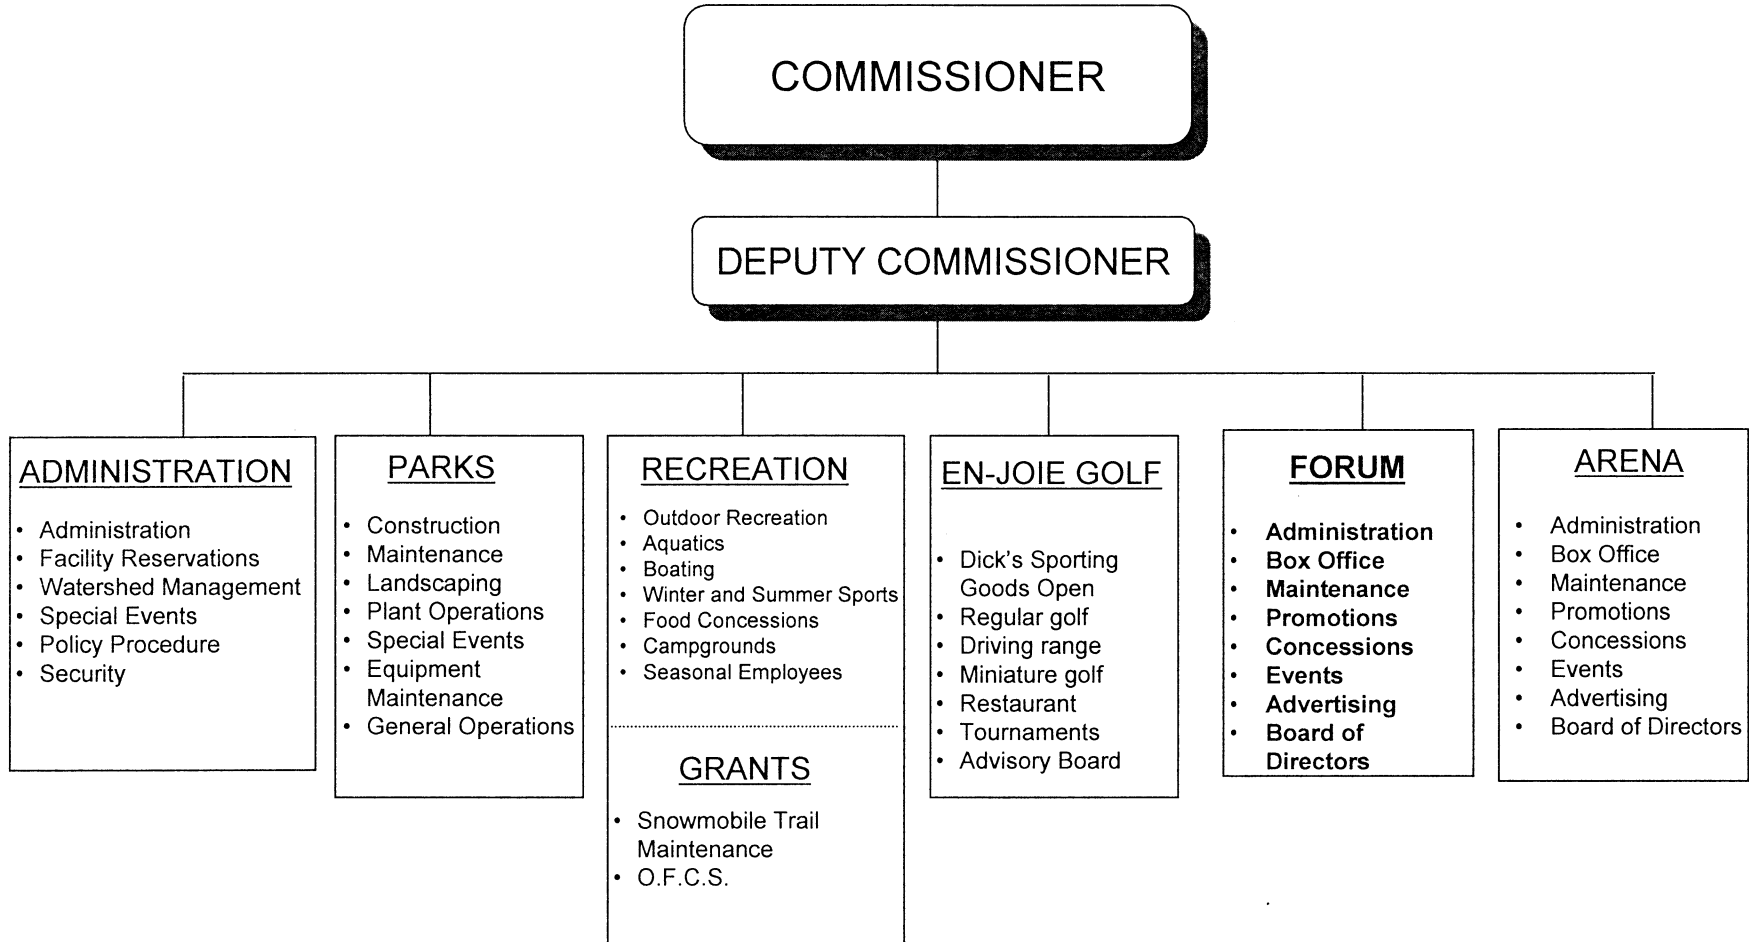 COMMISSIONER
DEPUTY COMMISSIONER
ADMINISTRATION
• Administration
• Facility Reservations
• Watershed Management
• Special Events
• Policy Procedure
• Security
PARKS
• Construction
• Maintenance
• Landscaping
• Plant Operations
• Special Events
• Equipment
Maintenance
• General Operations
RECREATION
• Outdoor Recreation
• Aquatics
• Boating
• Winter and Summer Sports
• Food Concessions
• Campgrounds
• Seasonal Employees
GRANTS
• Snowmobile Trail
Maintenance
• O.F.C.S.
EN-JOIE GOLF
• Dick's Sporting
Goods Open
• Regular golf
• Driving range
• Miniature golf
• Restaurant
• Tournaments
• Advisory Board
FORUM
• Administration
• Box Office
• Maintenance
• Promotions
• Concessions
• Events
• Advertising
• Board of
Directors
ARENA
• Administration
• Box Office
• Maintenance
• Promotions
• Concessions
• Events
• Advertising
• Board of Directors